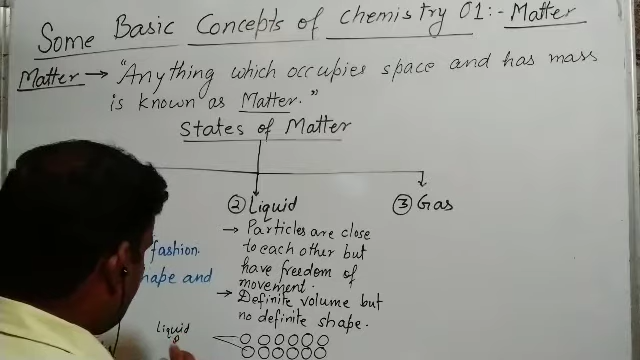 Some Basic Concepts of Chemistry 01:- Matter
Matter → "Anything which occupies space and has mass
is known as Matter."
States of Matter
② Liquid
③ Gas
→ Particles are close
to each other but
have freedom of
movement.
→ Definite volume but
no definite shape.
fashion.
shape and
Liquid